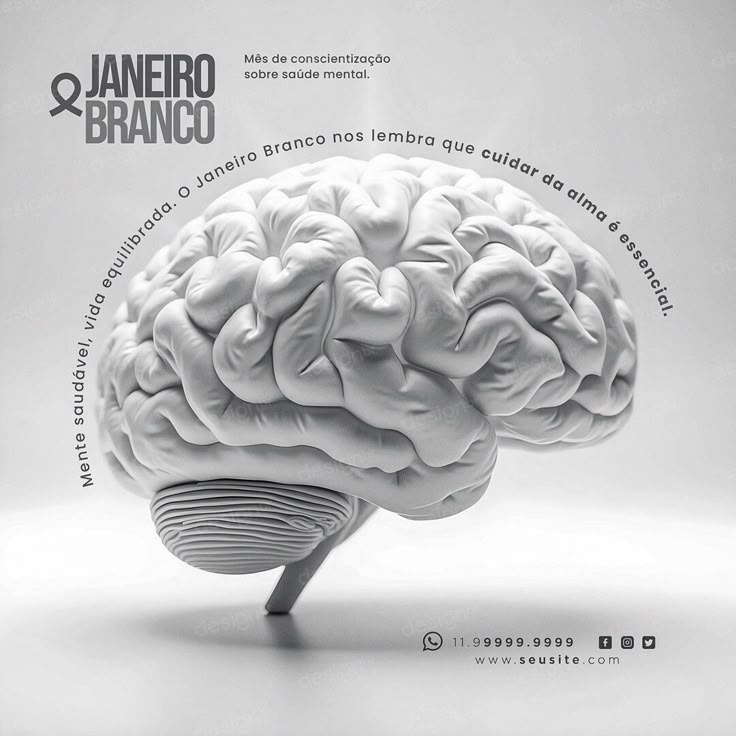 JANEIRO
BRANCO
Mês de conscientização
sobre saúde mental.
Mente saudável, vida equilibrada. O Janeiro Branco nos lembra que cuidar da alma é essencial.
11.99999.9999
www.seusite.com